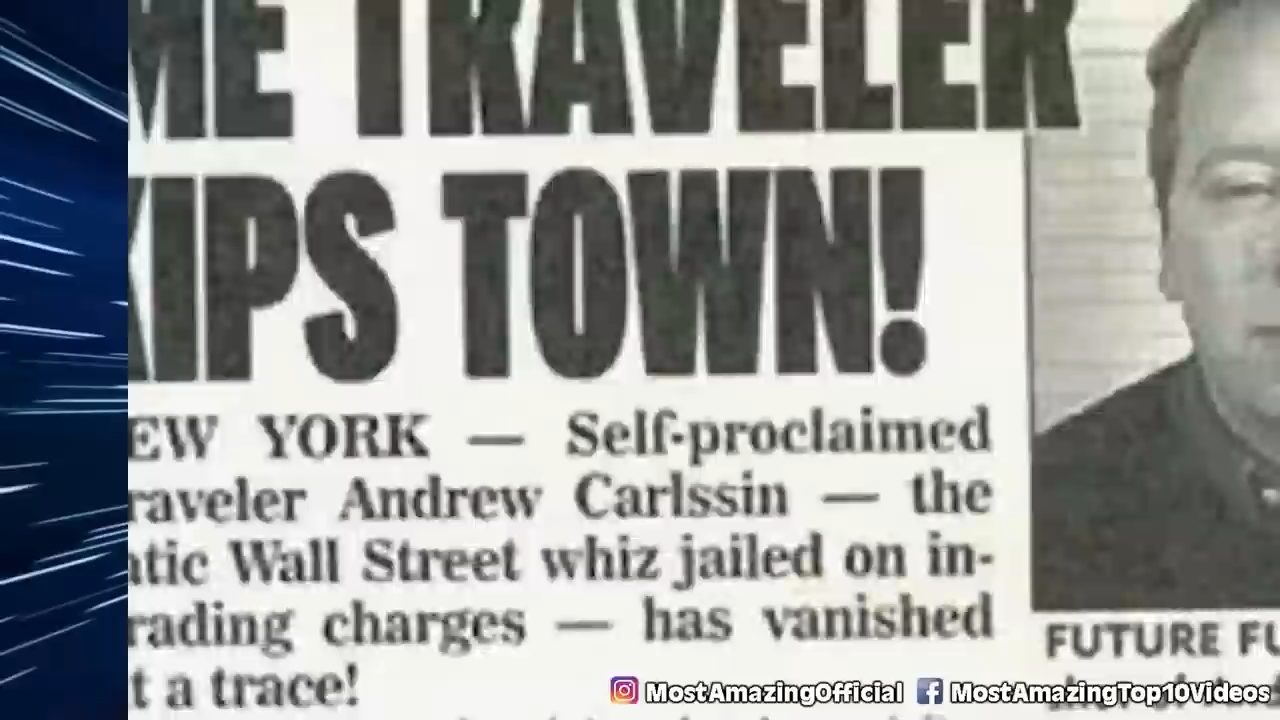 ME TRAVELER
KIPS TOWN!
EW YORK — Self-proclaimed
raveler Andrew Carlssin — the
atic Wall Street whiz jailed on in-
rading charges — has vanished
t a trace!
FUTURE FU
MostAmazingOfficial MostAmazingTop10Videos